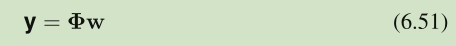 y = Φw (6.51)